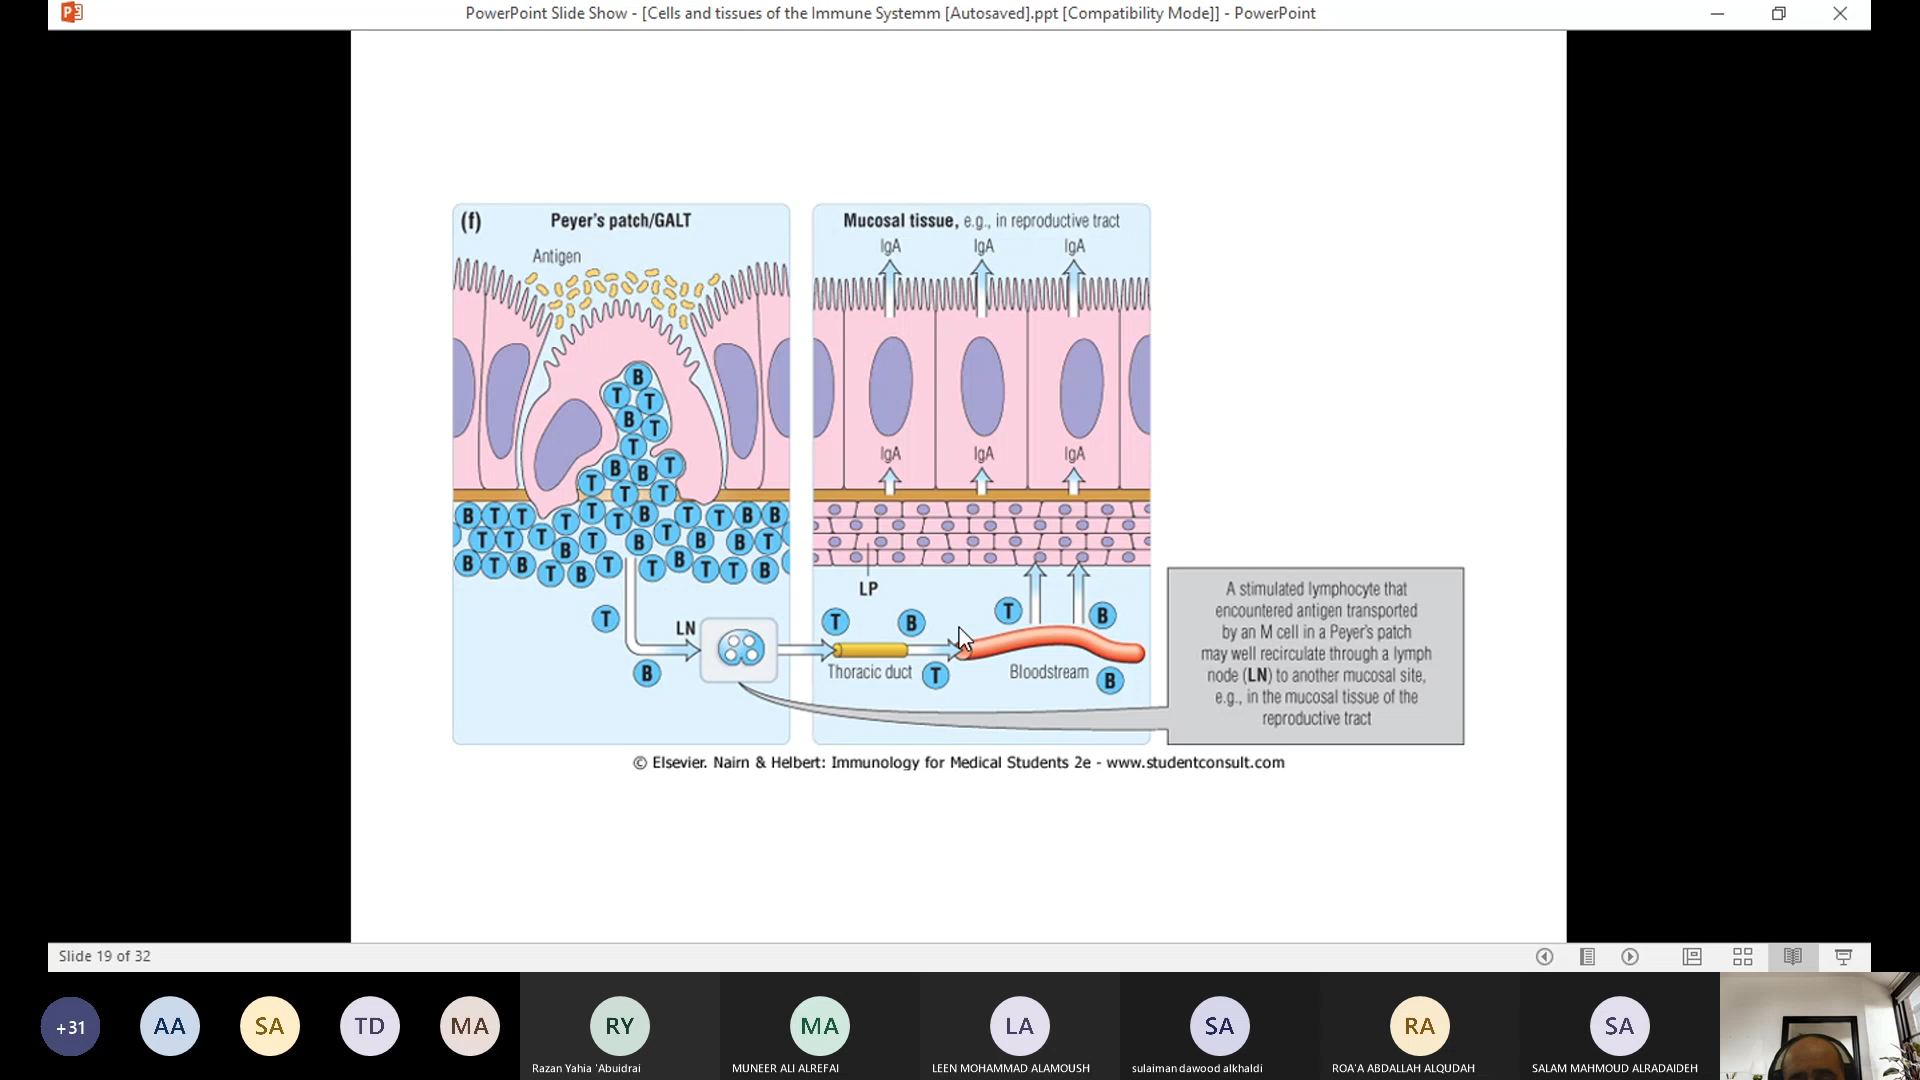 PowerPoint Slide Show - [Cells and tissues of the Immune Systemm [Autosaved].ppt [Compatibility Mode]] - PowerPoint
(f)
Peyer's patch/GALT
Antigen
B
T
T
B
T
T
B
B
T
T
T
T
B T T T T T B T T B B
T T T T B T B B T
B T B B T B T B T T B
T
B
LN
Mucosal tissue, e.g., in reproductive tract
IgA IgA IgA
IgA IgA IgA
LP
T B T B
Thoracic duct
T
Bloodstream
B
A stimulated lymphocyte that
encountered antigen transported
by an M cell in a Peyer's patch
may well recirculate through a lymph
node (LN) to another mucosal site,
e.g., in the mucosal tissue of the
reproductive tract
© Elsevier. Nairn & Helbert: Immunology for Medical Students 2e - www.studentconsult.com
Slide 19 of 32
+31
AA
SA
TD
MA
RY
MA
LA
SA
RA
SA
Razan Yahia 'Abuidrai
MUNEER ALI ALREFAI
LEEN MOHAMMAD ALAMOUSH
sulaiman dawood alkhaldi
ROA'A ABDALLAH ALQUDAH
SALAM MAHMOUD ALRADAIDEH